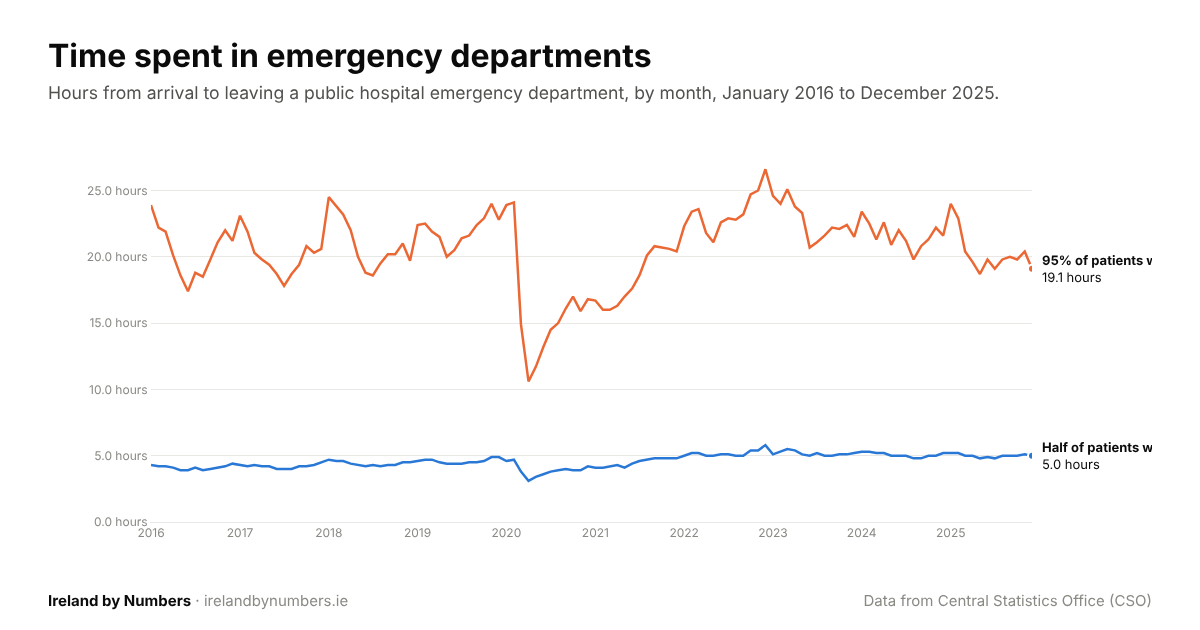 Time spent in emergency departments
Hours from arrival to leaving a public hospital emergency department, by month, January 2016 to December 2025.
25.0 hours
20.0 hours
15.0 hours
10.0 hours
5.0 hours
0.0 hours
95% of patients w
19.1 hours
Half of patients w
5.0 hours
2016 2017 2018 2019 2020 2021 2022 2023 2024 2025
Ireland by Numbers · irelandbynumbers.ie
Data from Central Statistics Office (CSO)